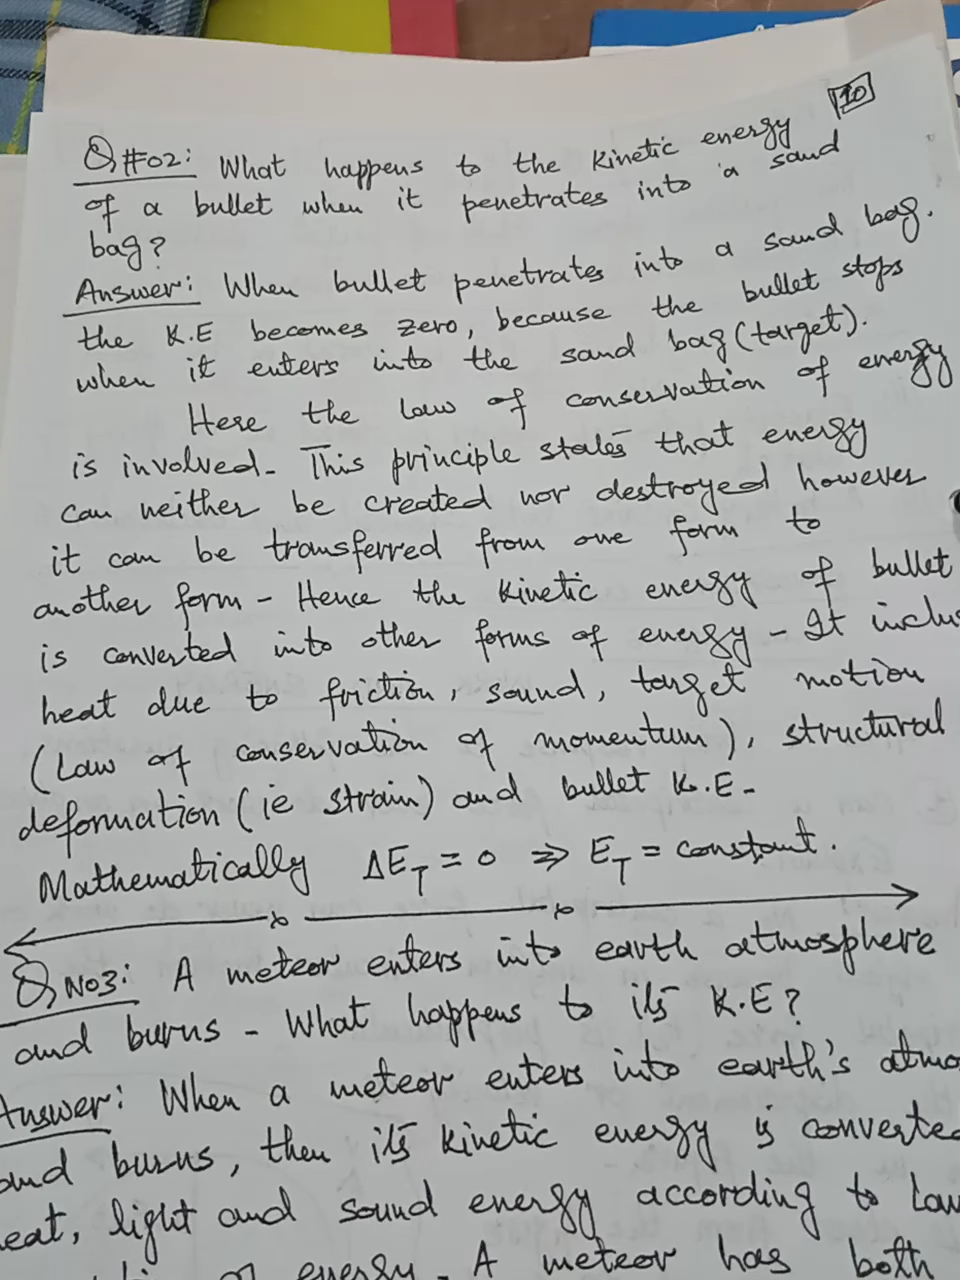 10
Q#02: What happens to the Kinetic energy
of a bullet when it penetrates into a sand
bag?
Answer: When bullet penetrates into a sand bag.
the K.E becomes zero, because the bullet stops
when it enters into the sand bag (target).
Here the law of conservation of energy
is involved- This principle states that energy
can neither be created nor destroyed however
it can be transferred from one form to
another form - Hence the Kinetic energy of bullet
is converted into other forms of energy - It inclus
heat due to friction, sound, target motion
(Law of conservation of momentum), structural
deformation (ie strain) and bullet K.E-
Mathematically ΔE_T = 0 ⇒ E_T = constant.
Q No3: A meteor enters into earth atmosphere
and burns - What happens to its K.E?
Answer: When a meteor enters into earth's atmo
and burns, then its kinetic energy is converted
eat, light and sound energy according to Law
of energy. A meteor has both